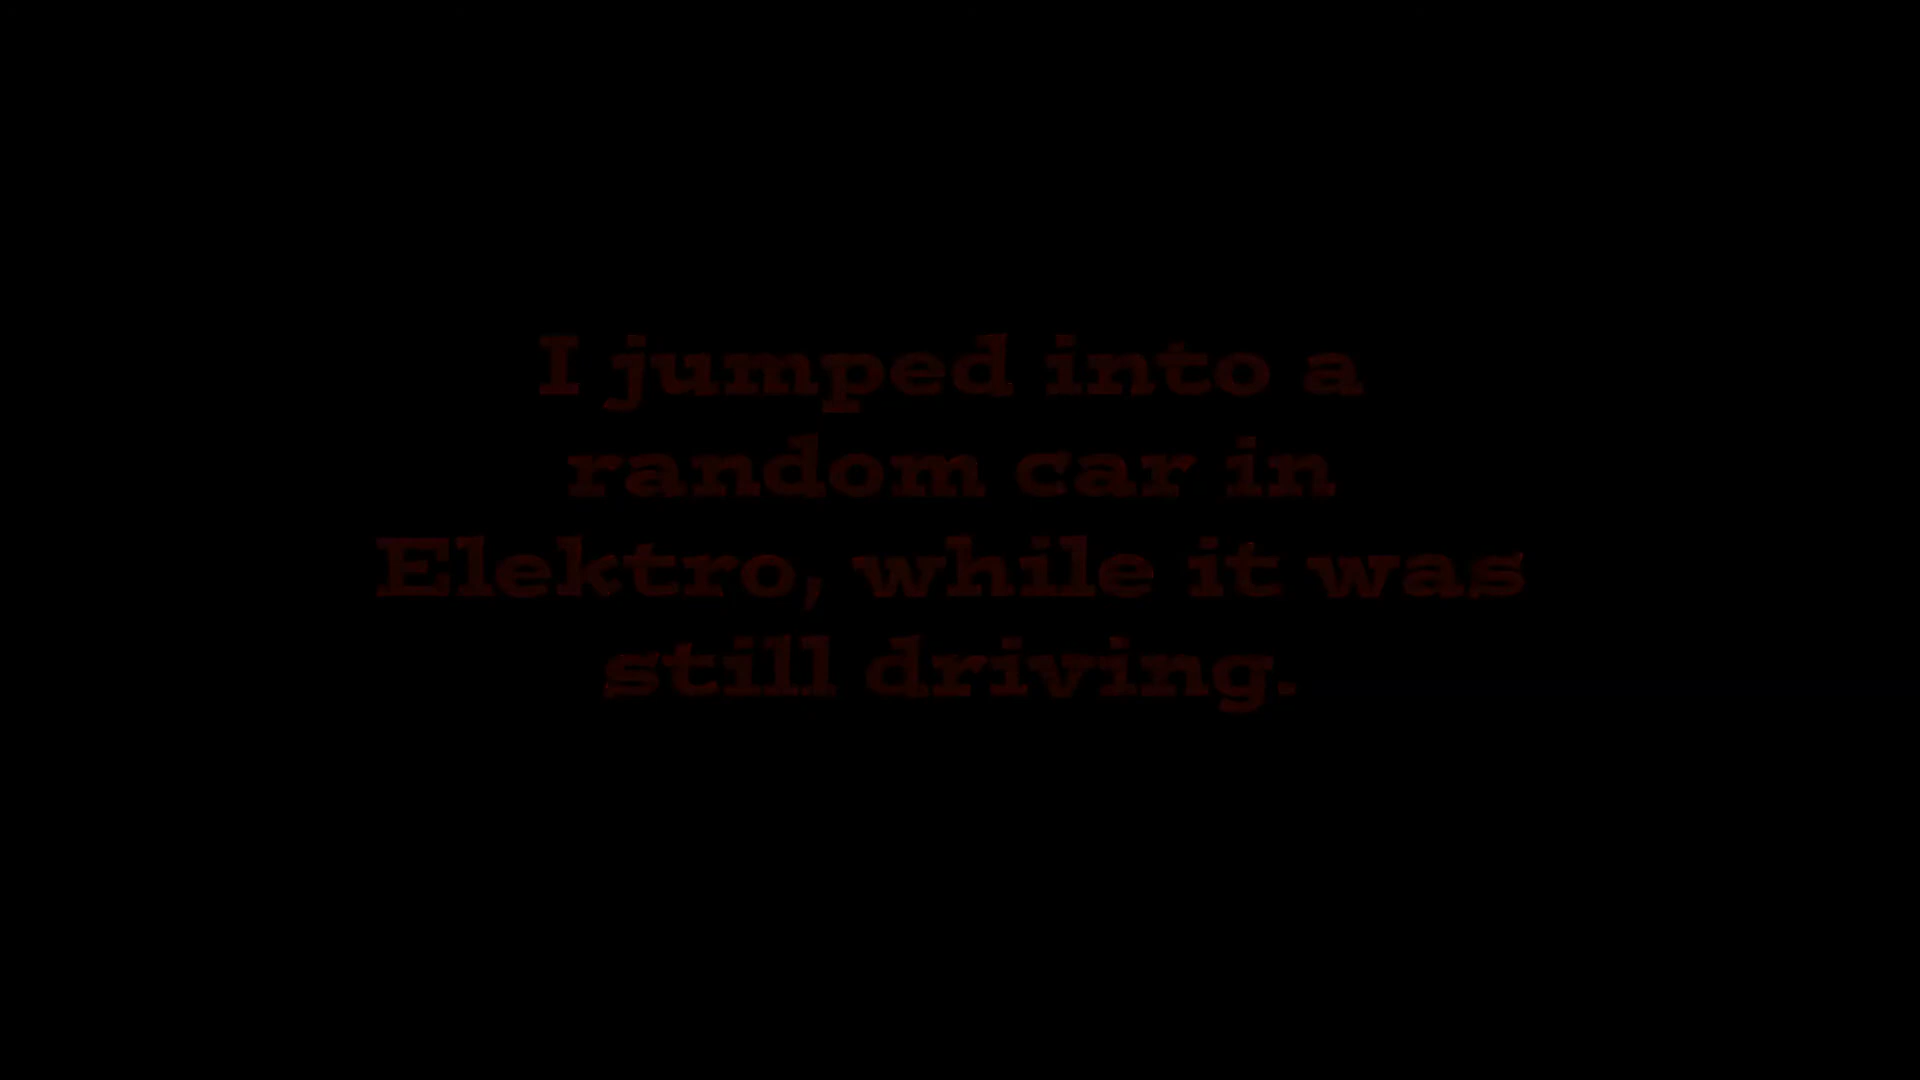 I jumped into a
random car in
Elektro, while it was
still driving.